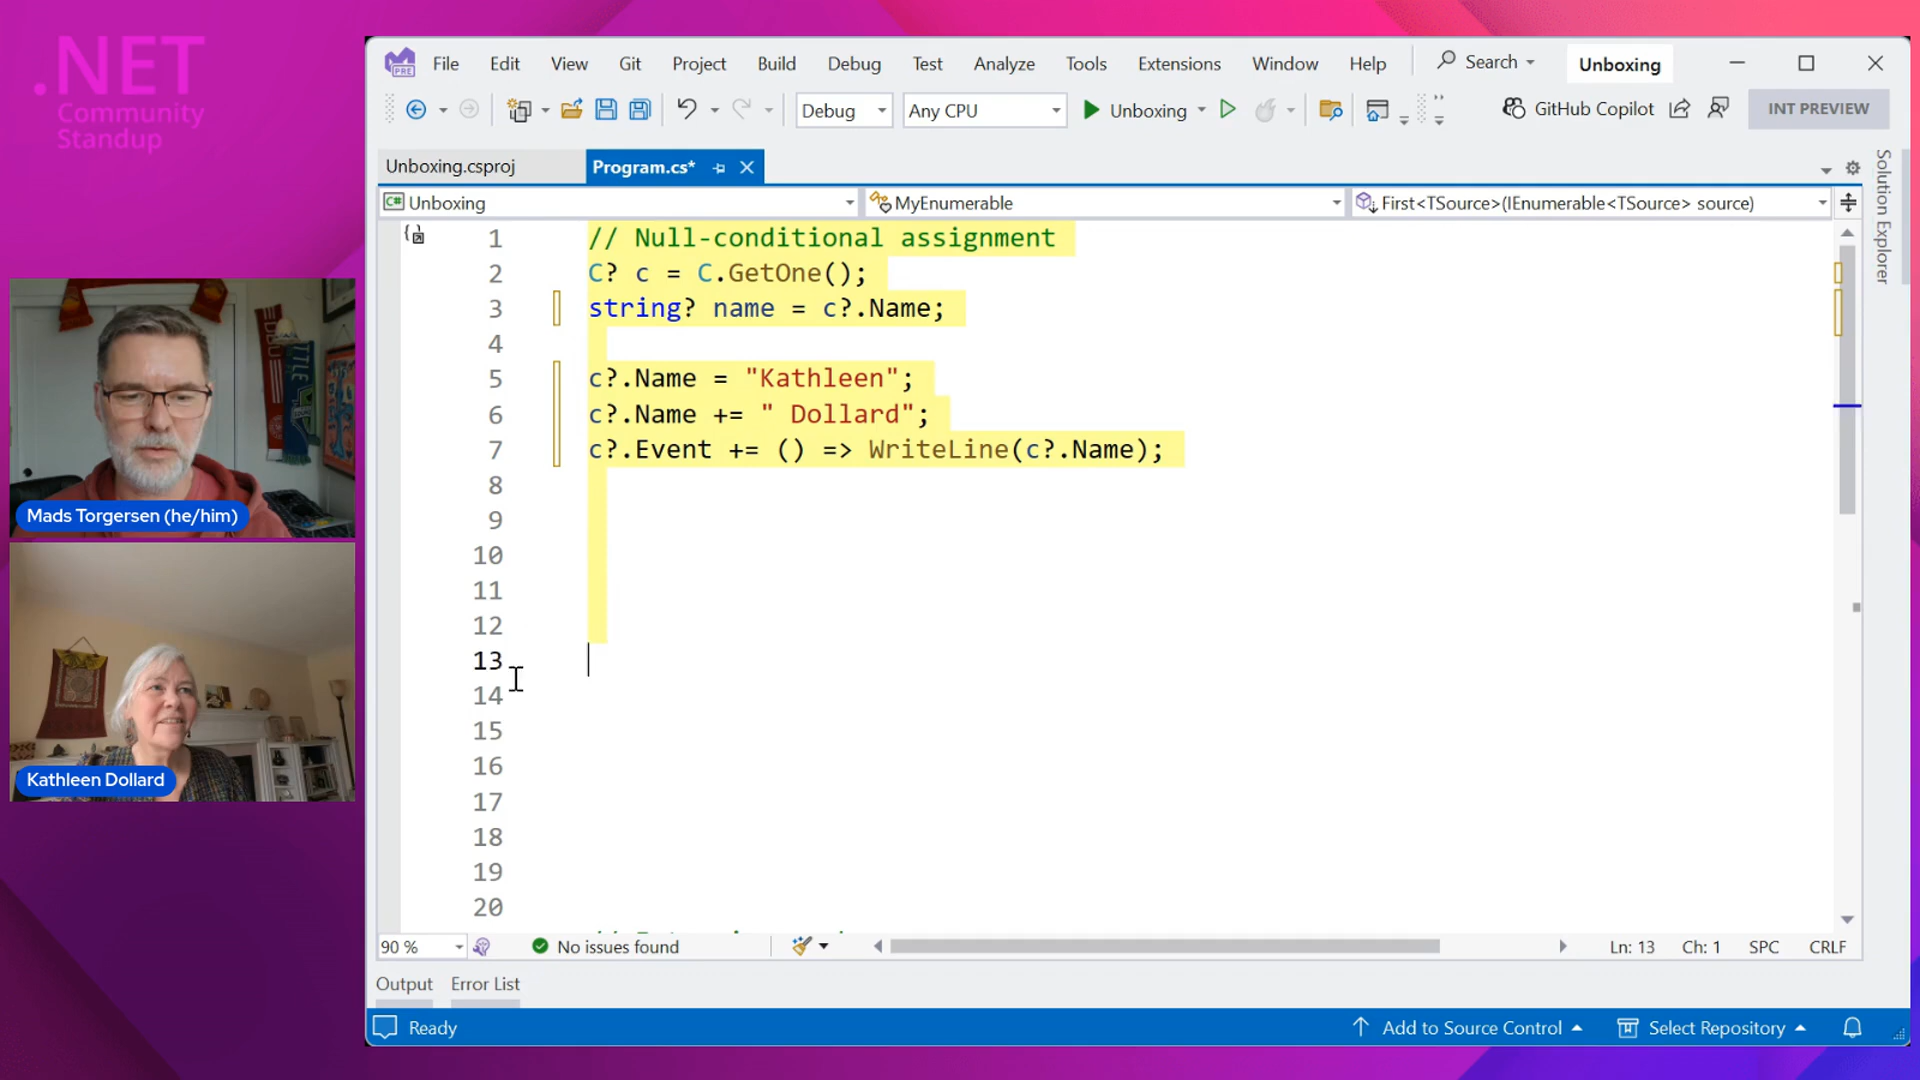 .NET
Community
Standup
PRE
File Edit View Git Project Build Debug Test Analyze Tools Extensions Window Help Search Unboxing
Debug Any CPU Unboxing GitHub Copilot INT PREVIEW
Unboxing.csproj Program.cs*
C# Unboxing MyEnumerable First<TSource>(IEnumerable<TSource> source)
Solution Explorer
1 // Null-conditional assignment
2 C? c = C.GetOne();
3 string? name = c?.Name;
4
5 c?.Name = "Kathleen";
6 c?.Name += " Dollard";
7 c?.Event += () => WriteLine(c?.Name);
8
9
10
11
12
13
14
15
16
17
18
19
20
90 % No issues found Ln: 13 Ch: 1 SPC CRLF
Output Error List
Ready Add to Source Control Select Repository
Mads Torgersen (he/him)
Kathleen Dollard